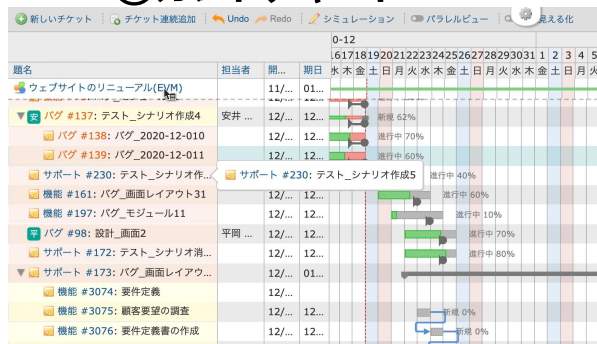 新しいチケット チケット連続追加 Undo Redo シミュレーション パラレルビュー 見える化
0-12
16 17 18 19 20 21 22 23 24 25 26 27 28 29 30 31 1 2 3 4 5
題名 担当者 開... 期日 水 木 金 土 日 月 火 水 木 金 土 日 月 火 水 木 金 土 日 月 火
ウェブサイトのリニューアル(EVM) 11/... 01...
安 バグ #137: テスト_シナリオ作成4 安井 ... 12/... 12... 新規 62%
バグ #138: バグ_2020-12-010 12/... 12... 進行中 70%
バグ #139: バグ_2020-12-011 12/... 12... 進行中 60%
サポート #230: テスト_シナリオ作... サポート #230: テスト_シナリオ作成5 進行中 40%
機能 #161: バグ_画面レイアウト31 12/... 12... 進行中 60%
機能 #197: バグ_モジュール11 12/... 12... 進行中 10%
平 バグ #98: 設計_画面2 平岡 ... 12/... 12... 進行中 70%
サポート #172: テスト_シナリオ消... 12/... 12... 進行中 80%
サポート #173: バグ_画面レイアウ... 12/... 01...
機能 #3074: 要件定義 12/...
機能 #3075: 顧客要望の調査 12/... 12... 新規 0%
機能 #3076: 要件定義書の作成 12/... 12... 新規 0%